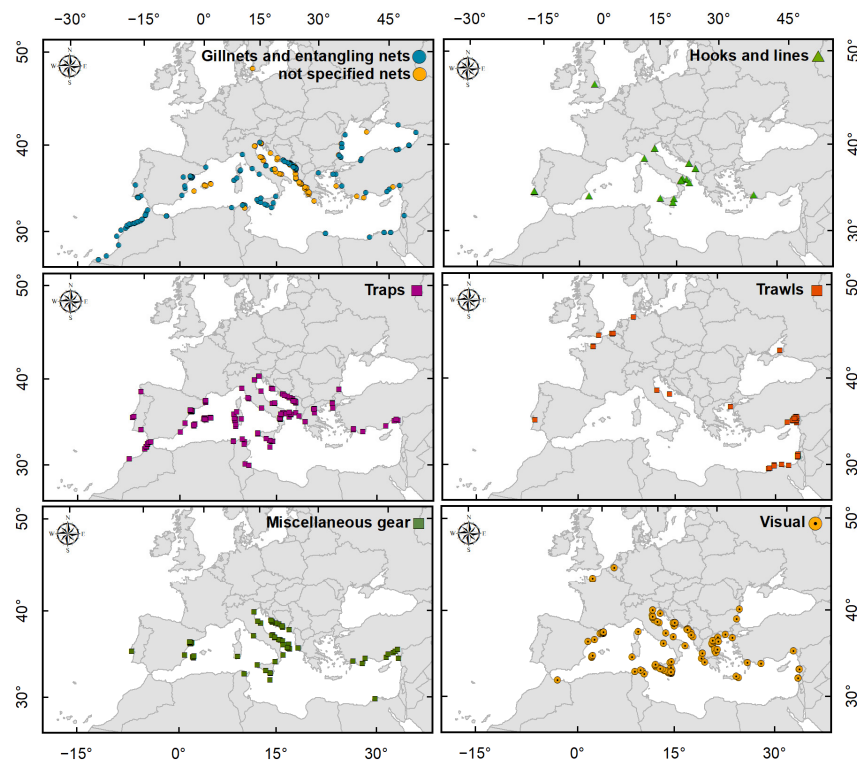 −30° −15° 0° 15° 30° 45° −30° −15° 0° 15° 30° 45°
50° N Gillnets and entangling nets N Hooks and lines 50°
W E not specified nets W E
S S
40° 40°
30° 30°
50° N Traps N Trawls 50°
W E W E
S S
40° 40°
30° 30°
50° N Miscellaneous gear N Visual 50°
W E W E
S S
40° 40°
30° 30°
−15° 0° 15° 30° 0° 15° 30°